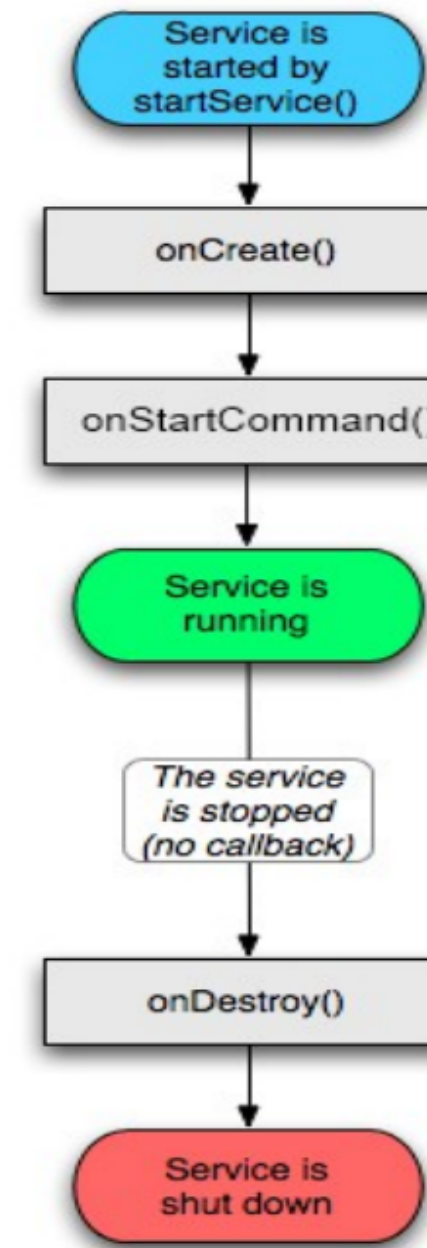 Service is
started by
startService()
onCreate()
onStartCommand()
Service is
running
The service
is stopped
(no callback)
onDestroy()
Service is
shut down